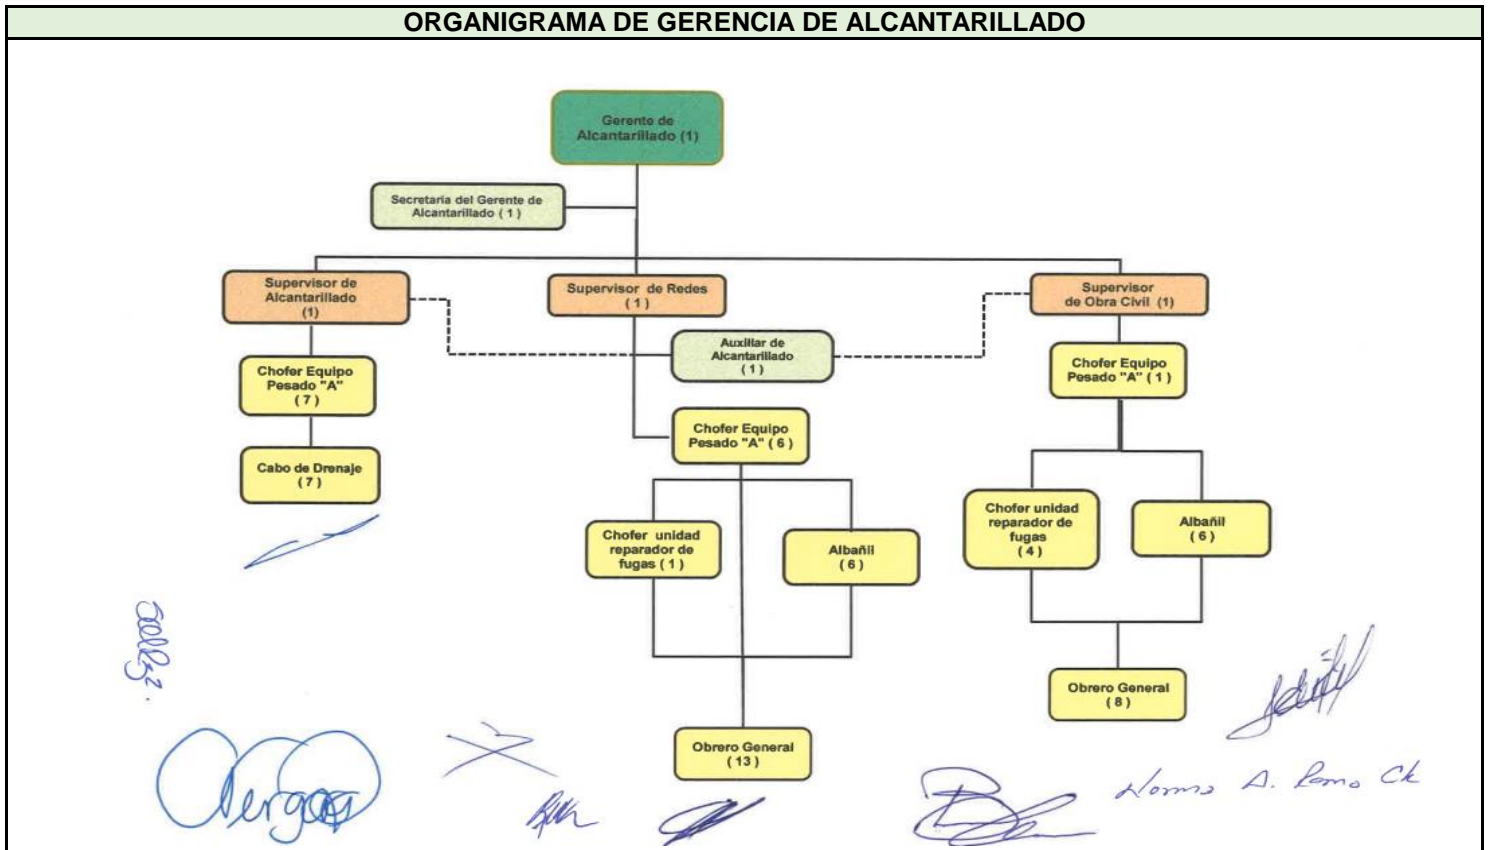 ORGANIGRAMA DE GERENCIA DE ALCANTARILLADO
Gerente de
Alcantarillado (1)
Secretaría del Gerente de
Alcantarillado ( 1 )
Supervisor de
Alcantarillado
(1)
Supervisor de Redes
( 1 )
Supervisor
de Obra Civil (1)
Auxiliar de
Alcantarillado
( 1 )
Chofer Equipo
Pesado "A"
( 7 )
Chofer Equipo
Pesado "A" ( 1 )
Chofer Equipo
Pesado "A" ( 6 )
Cabo de Drenaje
( 7 )
Chofer unidad
reparador de
fugas ( 1 )
Albañil
( 6 )
Chofer unidad
reparador de
fugas
( 4 )
Albañil
( 6 )
Obrero General
( 8 )
Obrero General
( 13 )
Norma A.